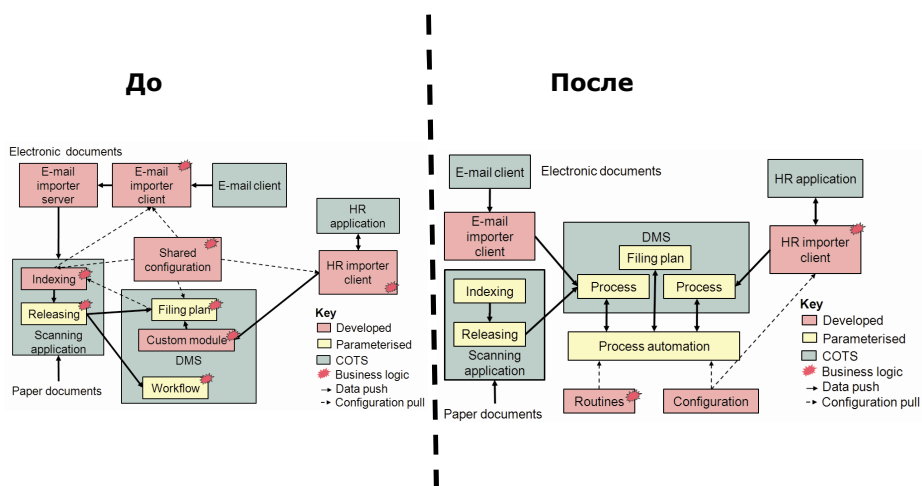 До
Electronic documents
E-mail
importer
server
E-mail
importer
client
E-mail client
HR
application
Shared
configuration
HR importer
client
Indexing
Releasing
Scanning
application
Filing plan
Custom module
DMS
Workflow
Paper documents
Key
Developed
Parameterised
COTS
Business logic
Data push
Configuration pull
После
E-mail client
Electronic documents
HR application
E-mail
importer
client
DMS
Filing plan
Process
Process
HR importer
client
Indexing
Releasing
Scanning
application
Process automation
Paper documents
Routines
Configuration
Key
Developed
Parameterised
COTS
Business logic
Data push
Configuration pull